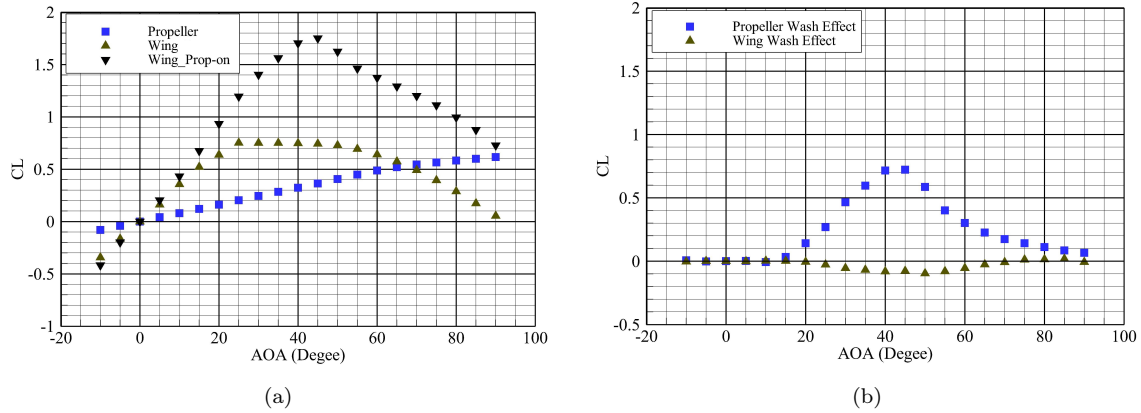 2
1.5
1
0.5
0
-0.5
-1
CL
Propeller
Wing
Wing_Prop-on
-20
0
20
40
60
80
100
AOA (Degee)
(a)
2
1.5
1
0.5
0
-0.5
CL
Propeller Wash Effect
Wing Wash Effect
-20
0
20
40
60
80
100
AOA (Degee)
(b)